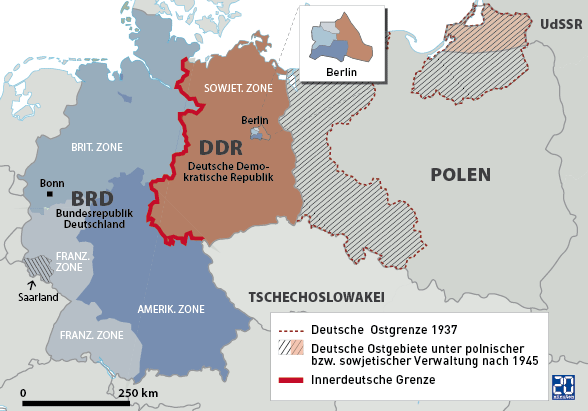 UdSSR
SOWJET. ZONE
Berlin
Berlin
DDR
Deutsche Demo-
kratische Republik
BRIT. ZONE
POLEN
Bonn
BRD
Bundesrepublik
Deutschland
FRANZ.
ZONE
Saarland
TSCHECHOSLOWAKEI
AMERIK. ZONE
FRANZ. ZONE
Deutsche Ostgrenze 1937
Deutsche Ostgebiete unter polnischer
bzw. sowjetischer Verwaltung nach 1945
Innerdeutsche Grenze
0 250 km
20
minuten